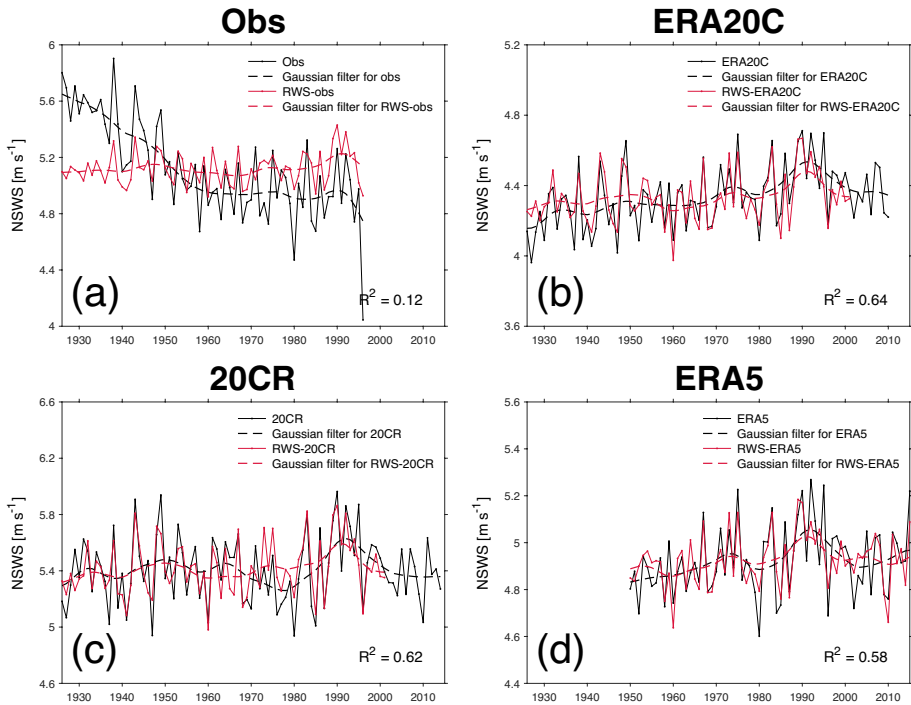 Obs
ERA20C
6
5.6
5.2
4.8
4.4
4
NSWS [m s⁻¹]
Obs
Gaussian filter for obs
RWS-obs
Gaussian filter for RWS-obs
(a)
R² = 0.12
1930 1940 1950 1960 1970 1980 1990 2000 2010
5.2
4.8
4.4
4
3.6
NSWS [m s⁻¹]
ERA20C
Gaussian filter for ERA20C
RWS-ERA20C
Gaussian filter for RWS-ERA20C
(b)
R² = 0.64
1930 1940 1950 1960 1970 1980 1990 2000 2010
20CR
ERA5
6.6
6.2
5.8
5.4
5
4.6
NSWS [m s⁻¹]
20CR
Gaussian filter for 20CR
RWS-20CR
Gaussian filter for RWS-20CR
(c)
R² = 0.62
1930 1940 1950 1960 1970 1980 1990 2000 2010
5.6
5.4
5.2
5
4.8
4.6
4.4
NSWS [m s⁻¹]
ERA5
Gaussian filter for ERA5
RWS-ERA5
Gaussian filter for RWS-ERA5
(d)
R² = 0.58
1930 1940 1950 1960 1970 1980 1990 2000 2010